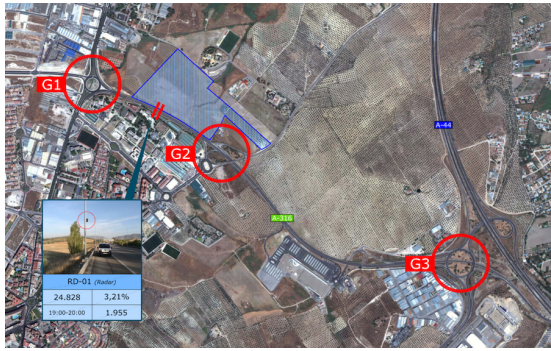 G1
G2
A-44
A-316
G3
RD-01 (Radar)
24.828 3,21%
19:00-20:00 1.955